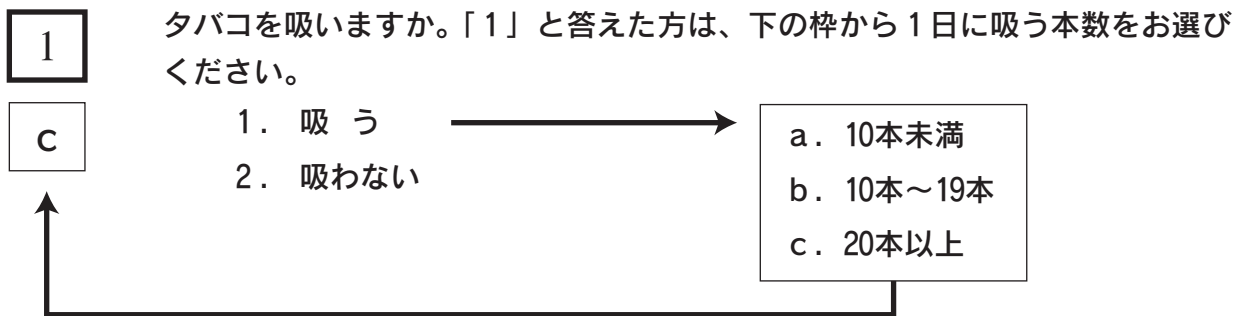 1
タバコを吸いますか。「1」と答えた方は、下の枠から1日に吸う本数をお選び
ください。
c
1. 吸う
2. 吸わない
a. 10本未満
b. 10本～19本
c. 20本以上